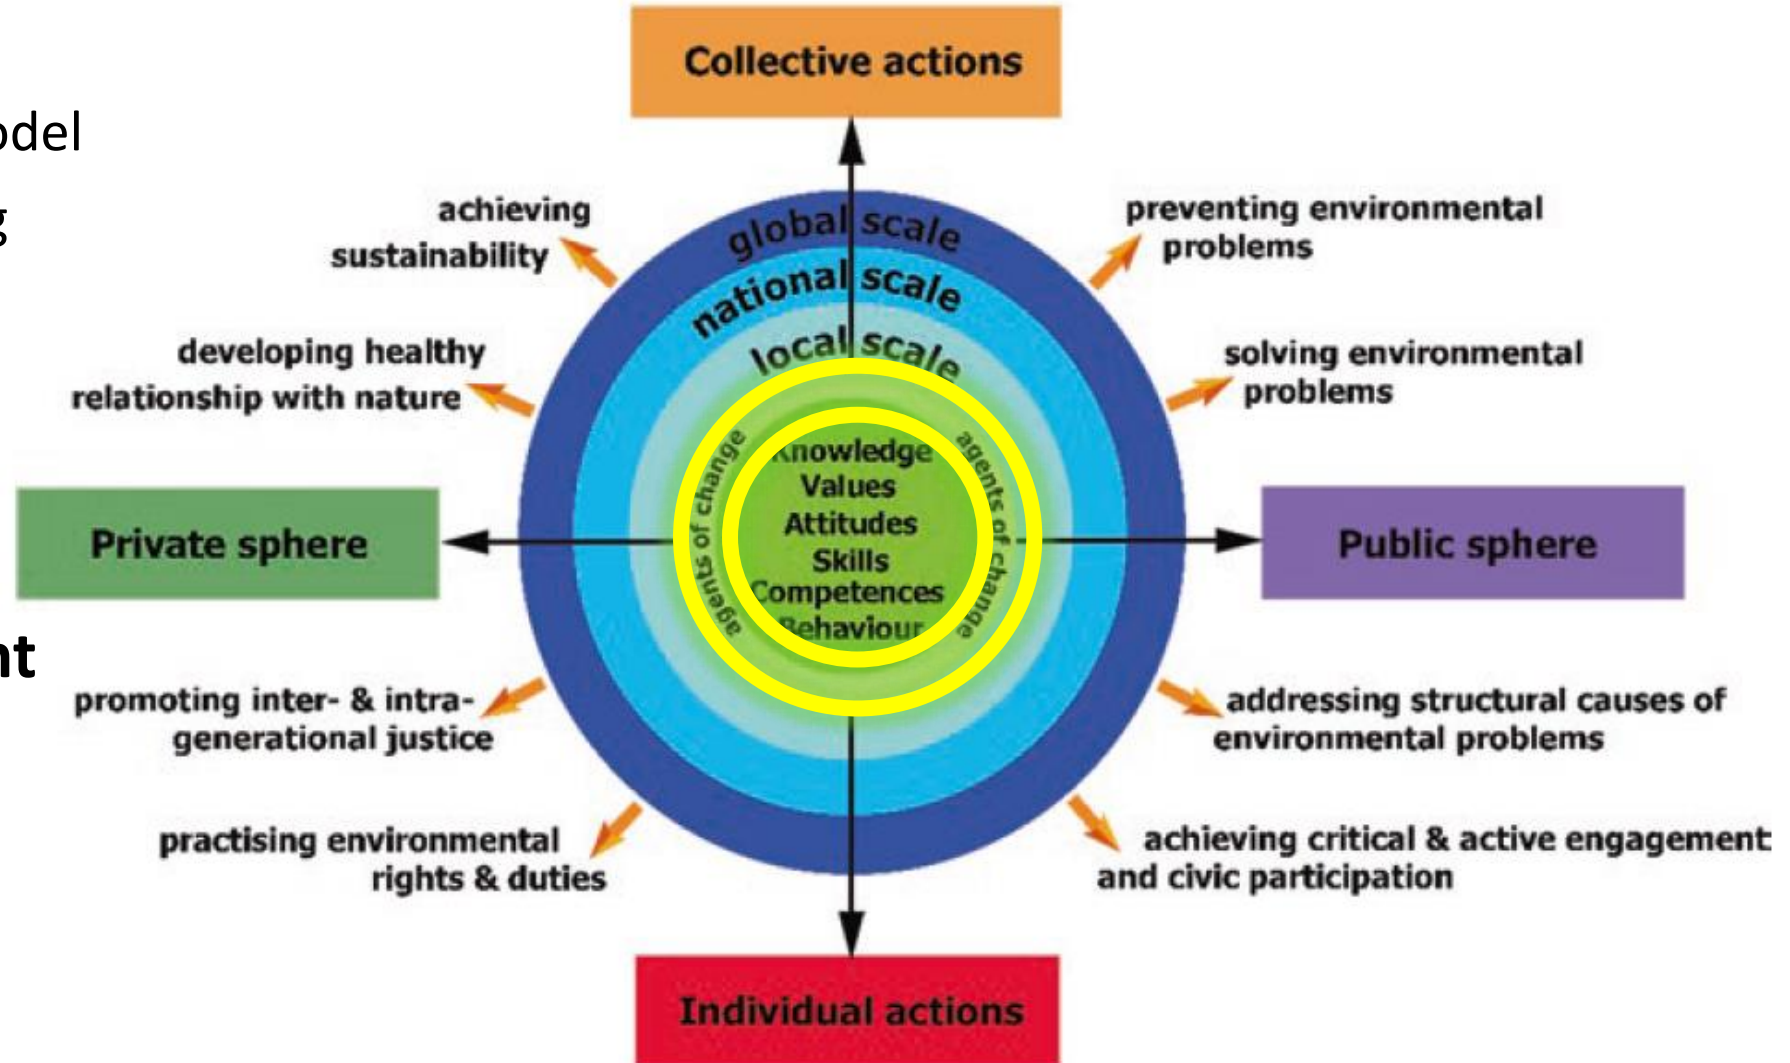 Collective actions
odel
g
nt
achieving
sustainability
developing healthy
relationship with nature
preventing environmental
problems
solving environmental
problems
global scale
national scale
local scale
agents of change
agents of change
Knowledge
Values
Attitudes
Skills
Competences
Behaviour
Private sphere
Public sphere
promoting inter- & intra-
generational justice
practising environmental
rights & duties
addressing structural causes of
environmental problems
achieving critical & active engagement
and civic participation
Individual actions